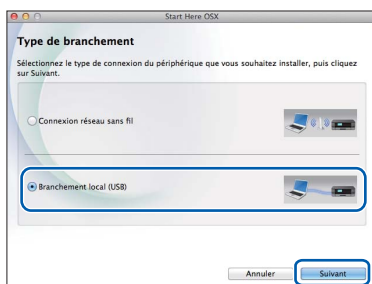 Start Here OSX
Type de branchement
Sélectionnez le type de connexion du périphérique que vous souhaitez installer, puis cliquez
sur Suivant.
Connexion réseau sans fil
Branchement local (USB)
Annuler
Suivant